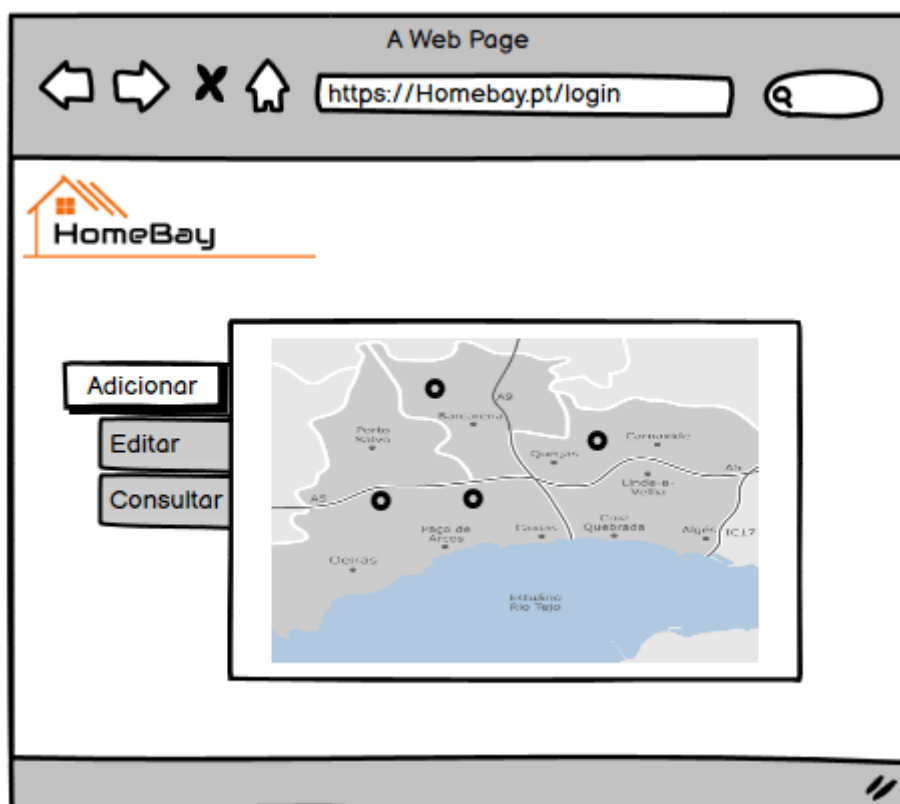 A Web Page
https://Homebay.pt/login
HomeBay
Adicionar
Editar
Consultar
A9
Barcarena
Porto
Salvo
Carnaxide
Queijas
A5
Linda-a-
Velha
A5
Paço de
Arcos
Caxias
Cruz
Quebrada
Algés
IC17
Oeiras
Estuário
Rio Tejo